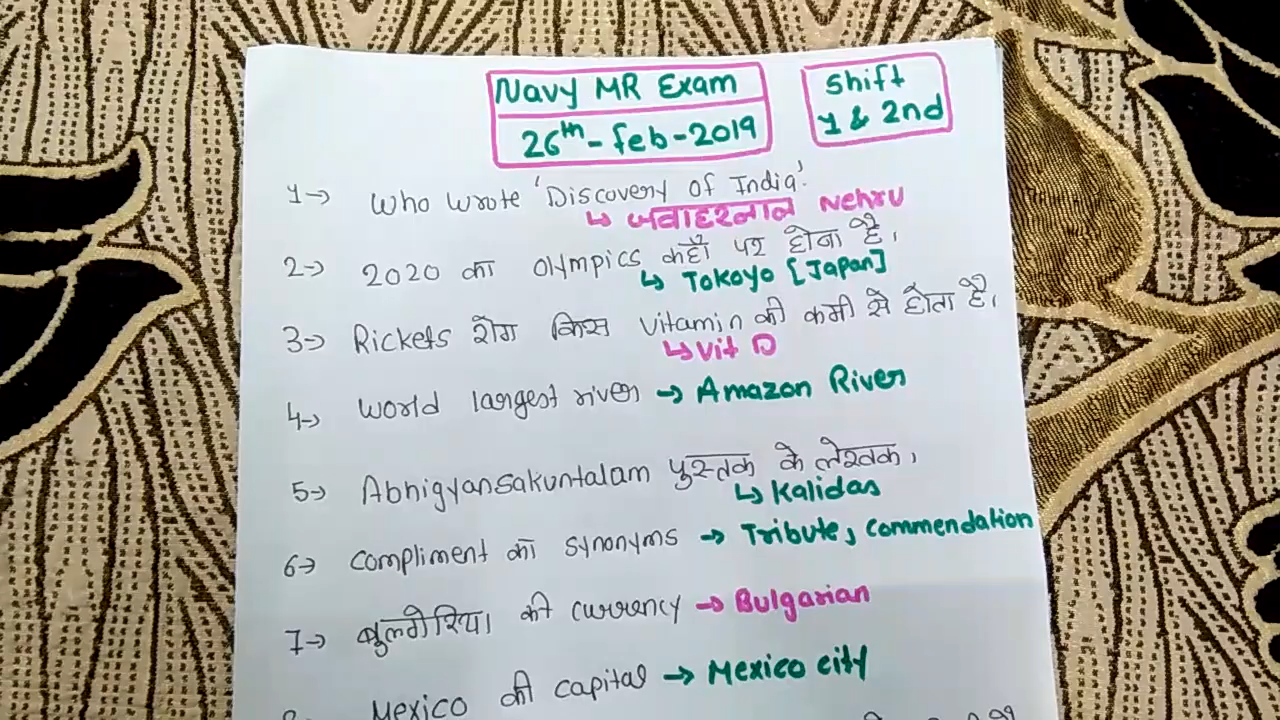 Navy MR Exam
26th-feb-2019
Shift
1 & 2nd
1→ Who wrote 'Discovery of India'.
↳ जवाहरलाल Nehru
2→ 2020 का Olympics कहाँ पर होना है।
↳ Tokoyo [Japan]
3→ Rickets रोग किस Vitamin की कमी से होता है।
↳ Vit D
4→ World largest river → Amazon River
5→ Abhigyansakuntalam पुस्तक के लेखक।
↳ Kalidas
6→ Compliment का synonyms → Tribute, Commendation
7→ बुल्गेरिया की currency → Bulgarian
8 Mexico की capital → Mexico city